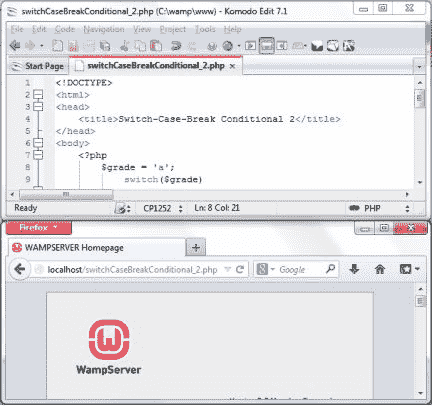 switchCaseBreakConditional_2.php (C:\wamp\www) - Komodo Edit 7.1
File Edit Code Navigation Document Project Tools Window Help
Start Page switchCaseBreakConditional_2.php
1 <!DOCTYPE>
2 <html>
3 <head>
4 <title>Switch-Case-Break Conditional 2</title>
5 </head>
6 <body>
7 <?php
8 $grade = 'a';
9 switch($grade)
Ready CP1252 Ln: 8 Col: 21 PHP
Firefox
WAMPSERVER Homepage
localhost/switchCaseBreakConditional_2.php Google
WampServer